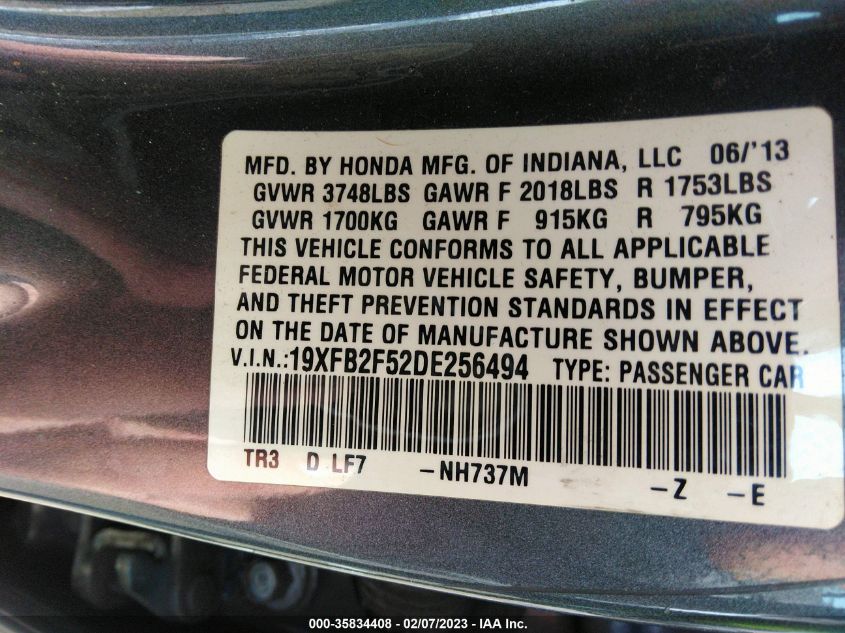 MFD. BY HONDA MFG. OF INDIANA, LLC 06/'13
GVWR 3748LBS GAWR F 2018LBS R 1753LBS
GVWR 1700KG GAWR F 915KG R 795KG
THIS VEHICLE CONFORMS TO ALL APPLICABLE
FEDERAL MOTOR VEHICLE SAFETY, BUMPER,
AND THEFT PREVENTION STANDARDS IN EFFECT
ON THE DATE OF MANUFACTURE SHOWN ABOVE.
V.I.N.:19XFB2F52DE256494 TYPE: PASSENGER CAR
TR3 D LF7 -NH737M -Z -E
000-35834408 - 02/07/2023 - IAA Inc.